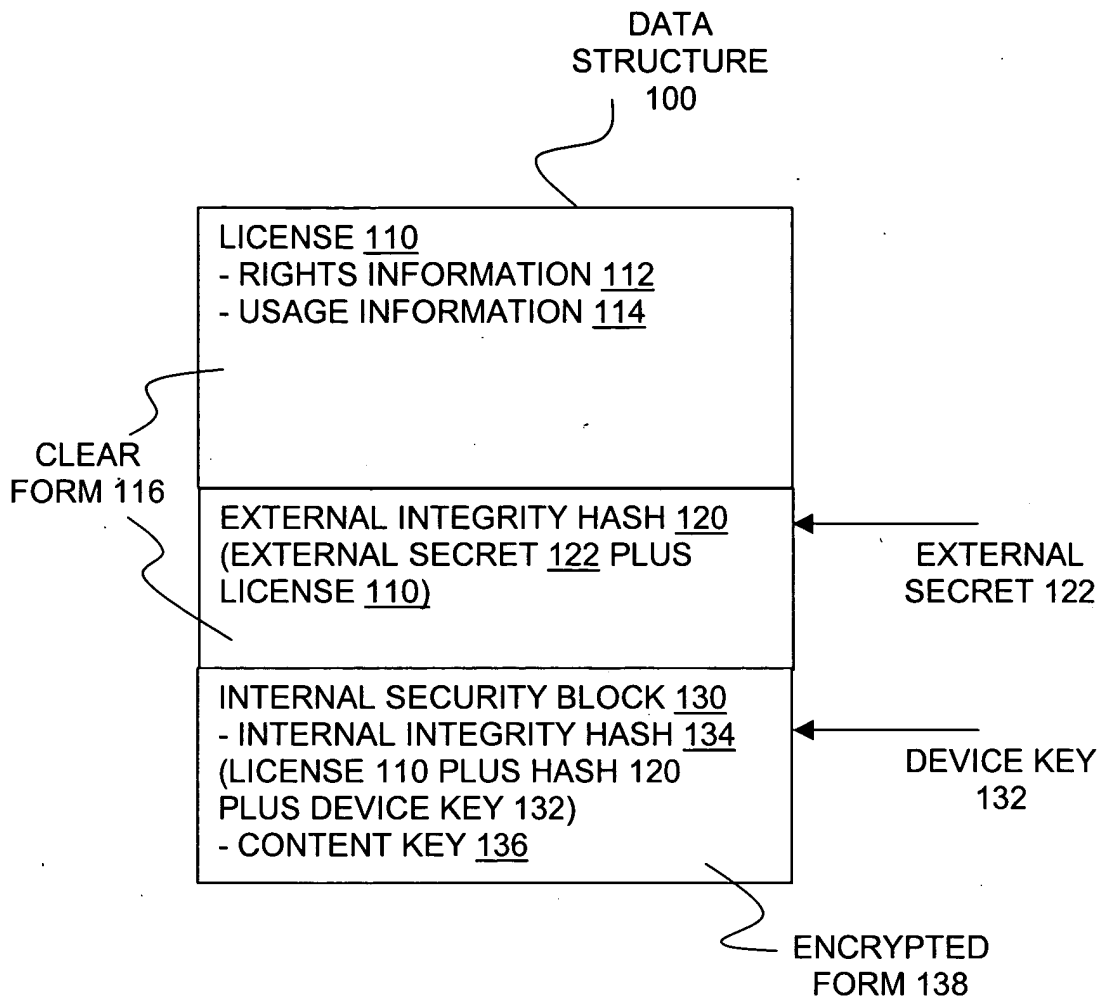 DATA
STRUCTURE
100
LICENSE 110
- RIGHTS INFORMATION 112
- USAGE INFORMATION 114
CLEAR
FORM 116
EXTERNAL INTEGRITY HASH 120
(EXTERNAL SECRET 122 PLUS
LICENSE 110)
EXTERNAL
SECRET 122
INTERNAL SECURITY BLOCK 130
- INTERNAL INTEGRITY HASH 134
(LICENSE 110 PLUS HASH 120
PLUS DEVICE KEY 132)
- CONTENT KEY 136
DEVICE KEY
132
ENCRYPTED
FORM 138